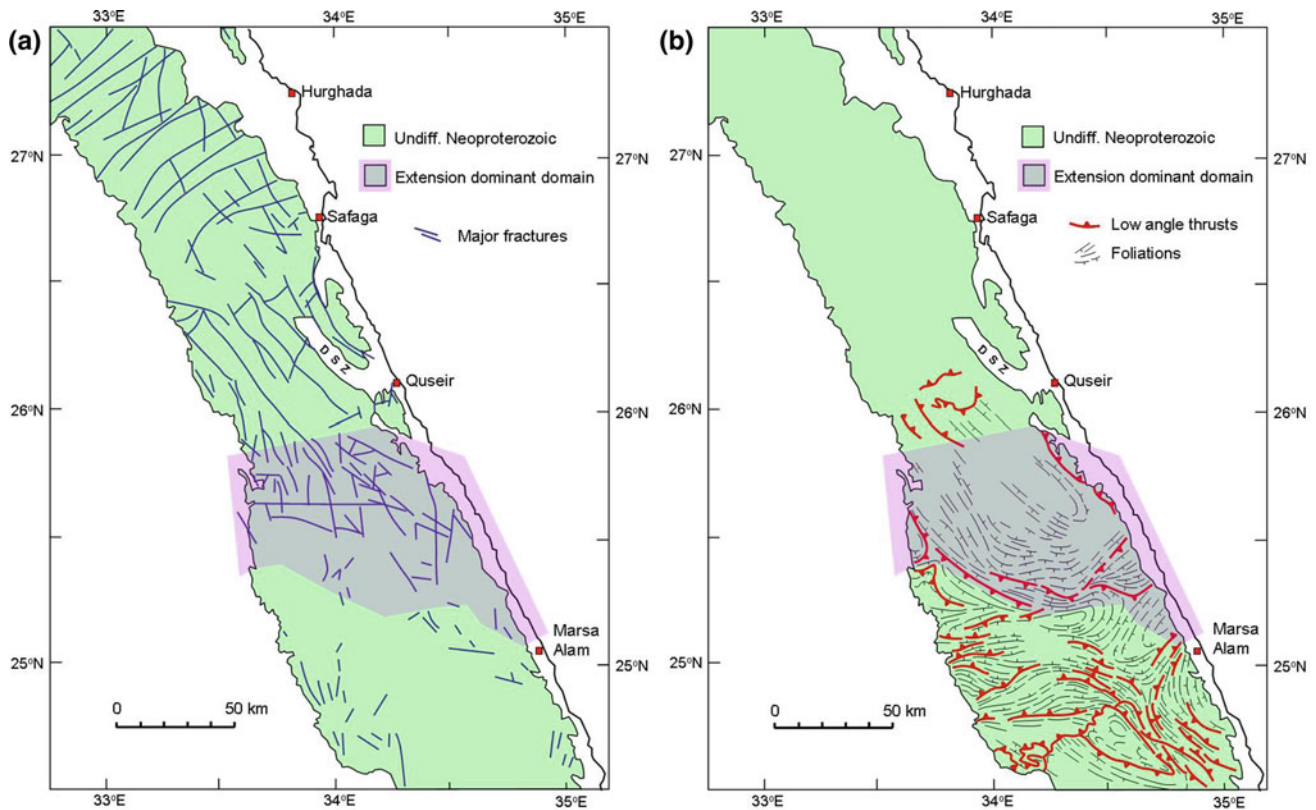 (a)
33°E
34°E
35°E
Hurghada
Undiff. Neoproterozoic
27°N
27°N
Extension dominant domain
Safaga
Major fractures
D S Z
Quseir
26°N
26°N
Marsa
Alam
25°N
25°N
0
50 km
33°E
34°E
35°E
(b)
33°E
34°E
35°E
Hurghada
Undiff. Neoproterozoic
27°N
27°N
Extension dominant domain
Safaga
Low angle thrusts
Foliations
D S Z
Quseir
26°N
26°N
Marsa
Alam
25°N
25°N
0
50 km
33°E
34°E
35°E